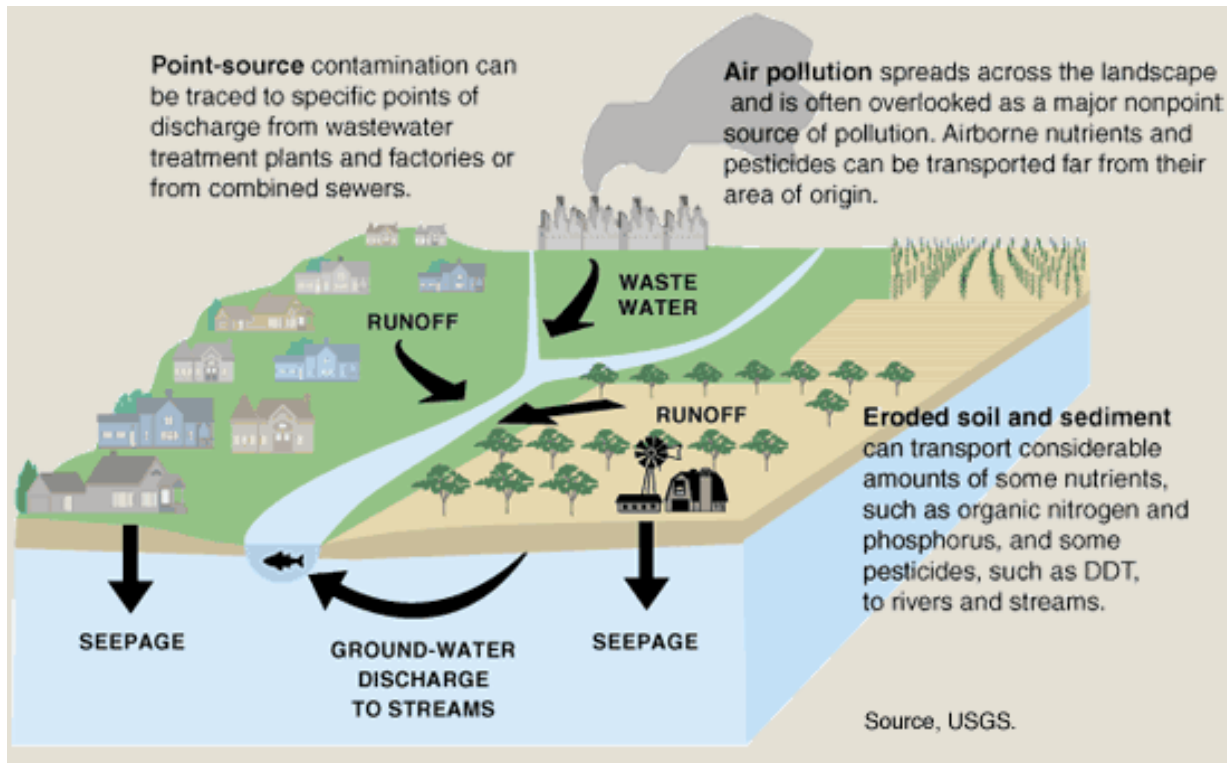 Point-source contamination can
be traced to specific points of
discharge from wastewater
treatment plants and factories or
from combined sewers.
Air pollution spreads across the landscape
and is often overlooked as a major nonpoint
source of pollution. Airborne nutrients and
pesticides can be transported far from their
area of origin.
WASTE
WATER
RUNOFF
RUNOFF
Eroded soil and sediment
can transport considerable
amounts of some nutrients,
such as organic nitrogen and
phosphorus, and some
pesticides, such as DDT,
to rivers and streams.
SEEPAGE
GROUND-WATER
DISCHARGE
TO STREAMS
SEEPAGE
Source, USGS.